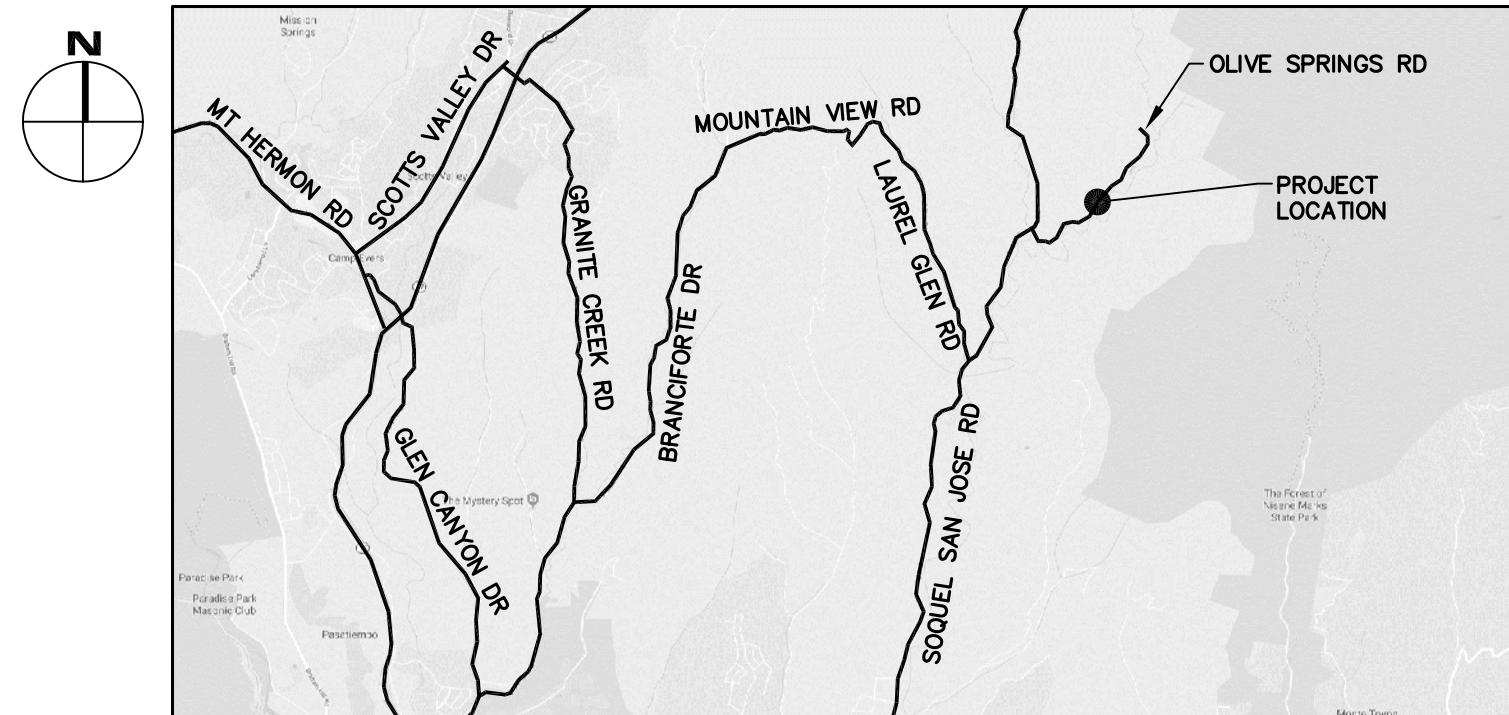 N
Mission
Springs
SCOTTS VALLEY DR
OLIVE SPRINGS RD
MT HERMON RD
MOUNTAIN VIEW RD
Scotts Valley
LAUREL GLEN RD
PROJECT
LOCATION
GRANITE CREEK RD
Camp Evers
BRANCIFORTE DR
GLEN CANYON DR
The Mystery Spot
SOQUEL SAN JOSE RD
The Forest of
Nisene Marks
State Park
Paradise Park
Paradise Park
Masonic Club
Pasatiempo